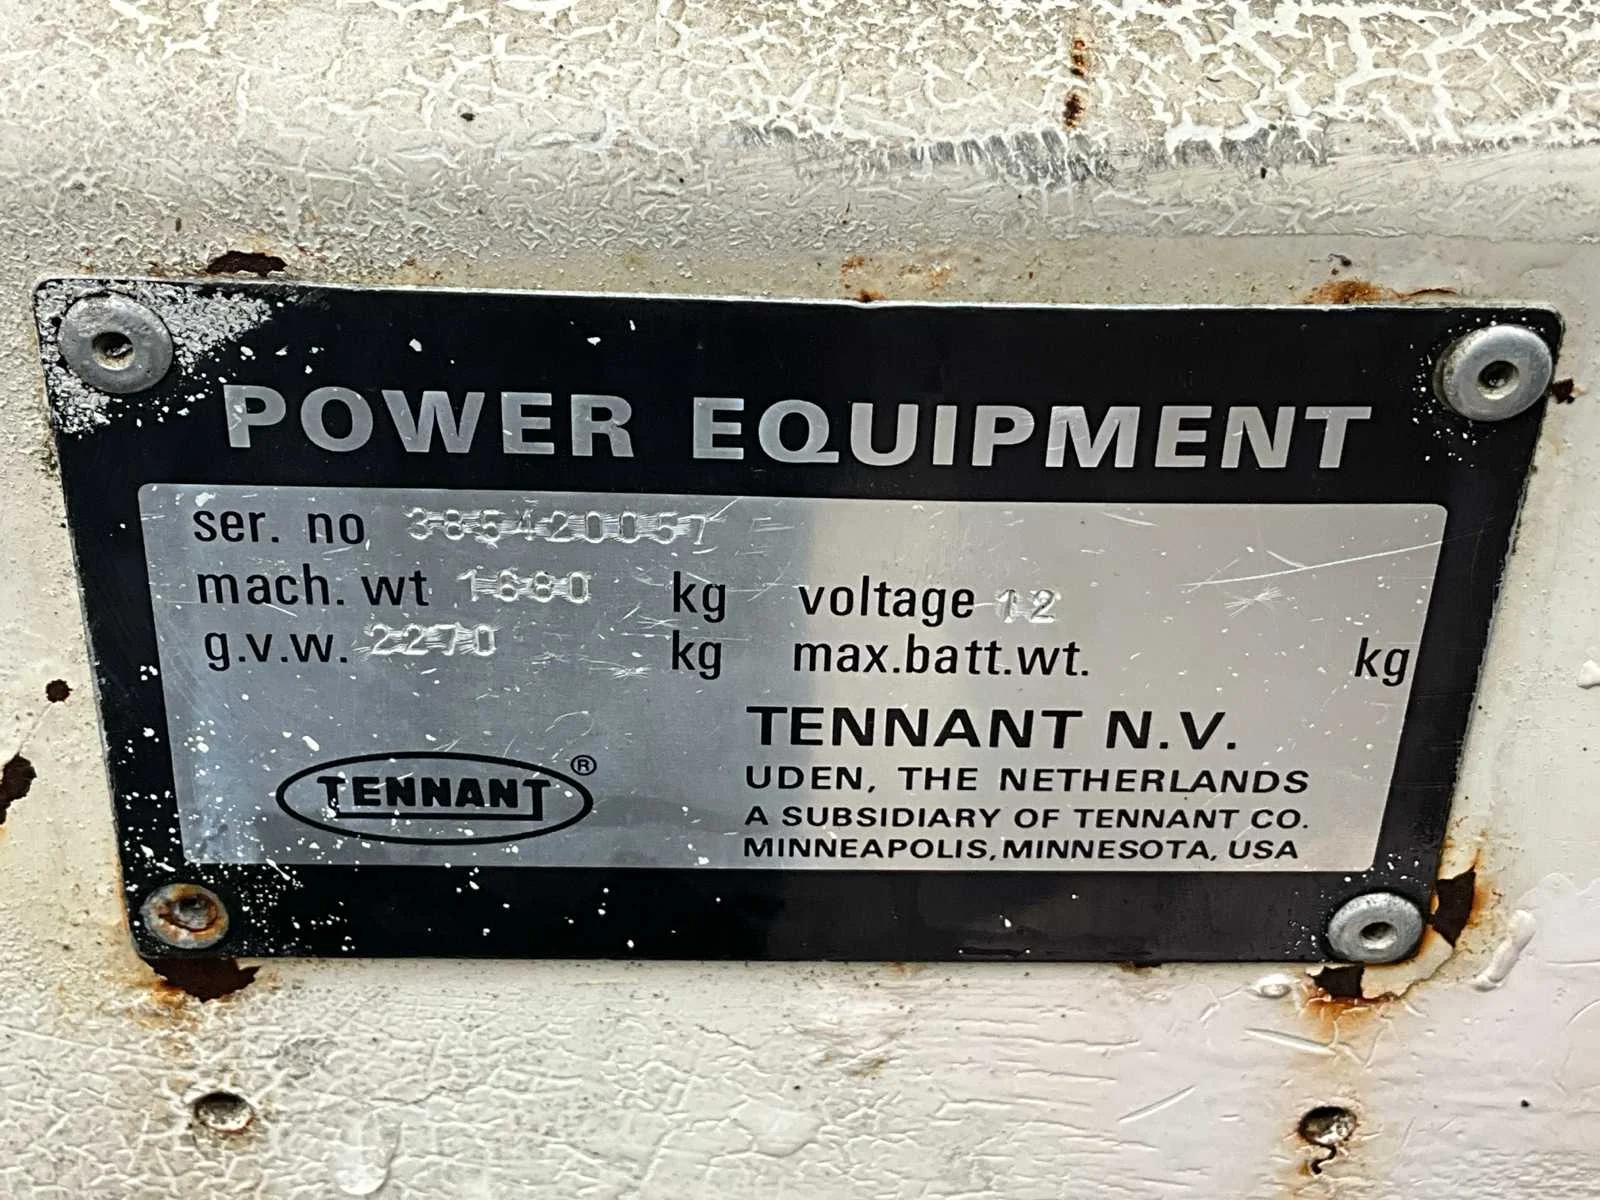 POWER EQUIPMENT
ser. no 385420057
mach. wt 1680 kg voltage 12
g.v.w. 2270 kg max.batt.wt. kg
TENNANT N.V.
UDEN, THE NETHERLANDS
A SUBSIDIARY OF TENNANT CO.
MINNEAPOLIS, MINNESOTA, USA
TENNANT®